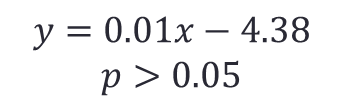 y = 0.01x − 4.38
p > 0.05